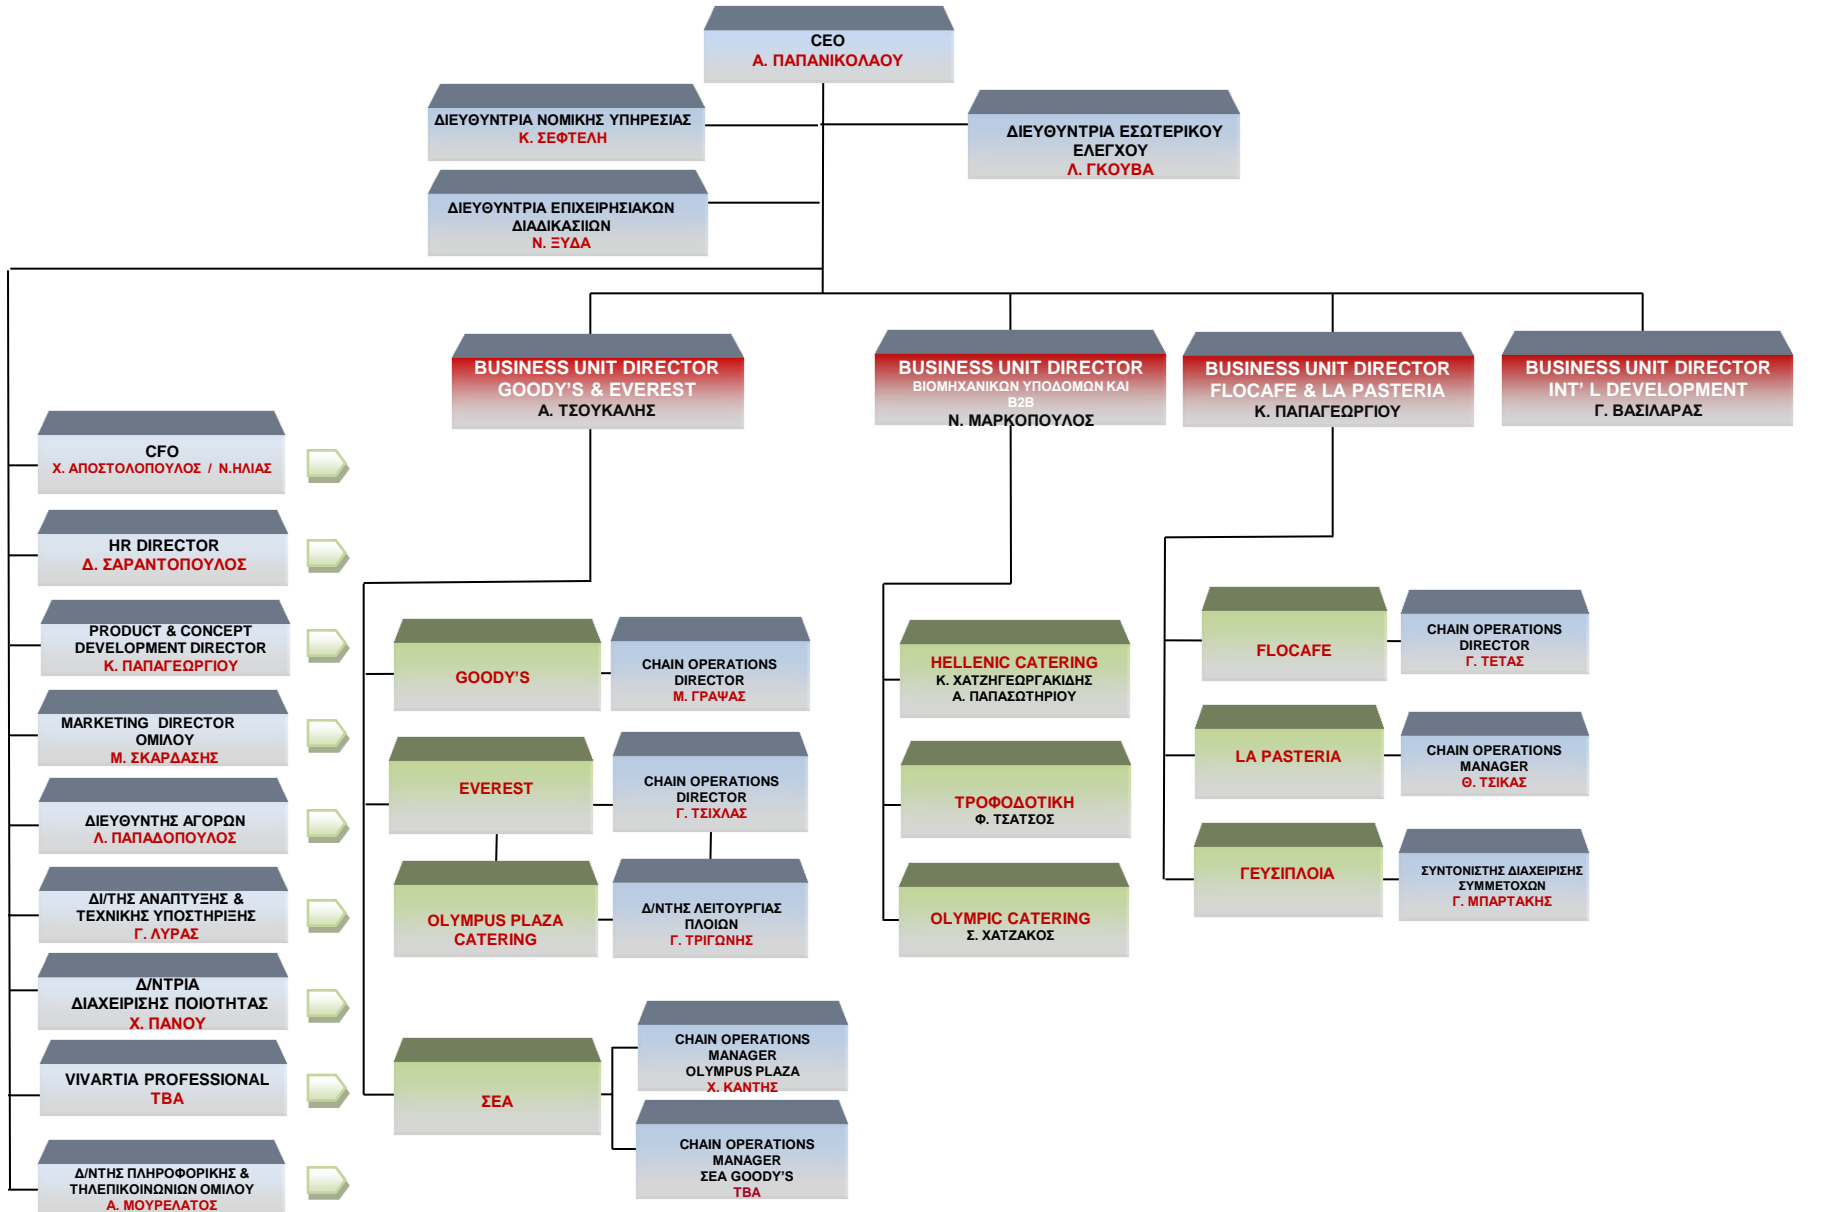 CEO
Α. ΠΑΠΑΝΙΚΟΛΑΟΥ
ΔΙΕΥΘΥΝΤΡΙΑ ΝΟΜΙΚΗΣ ΥΠΗΡΕΣΙΑΣ
Κ. ΣΕΦΤΕΛΗ
ΔΙΕΥΘΥΝΤΡΙΑ ΕΣΩΤΕΡΙΚΟΥ
ΕΛΕΓΧΟΥ
Λ. ΓΚΟΥΒΑ
ΔΙΕΥΘΥΝΤΡΙΑ ΕΠΙΧΕΙΡΗΣΙΑΚΩΝ
ΔΙΑΔΙΚΑΣΙΙΩΝ
Ν. ΞΥΔΑ
BUSINESS UNIT DIRECTOR
GOODY'S & EVEREST
Α. ΤΣΟΥΚΑΛΗΣ
BUSINESS UNIT DIRECTOR
ΒΙΟΜΗΧΑΝΙΚΩΝ ΥΠΟΔΟΜΩΝ ΚΑΙ
B2B
Ν. ΜΑΡΚΟΠΟΥΛΟΣ
BUSINESS UNIT DIRECTOR
FLOCAFE & LA PASTERIA
Κ. ΠΑΠΑΓΕΩΡΓΙΟΥ
BUSINESS UNIT DIRECTOR
INT' L DEVELOPMENT
Γ. ΒΑΣΙΛΑΡΑΣ
CFO
Χ. ΑΠΟΣΤΟΛΟΠΟΥΛΟΣ / Ν.ΗΛΙΑΣ
HR DIRECTOR
Δ. ΣΑΡΑΝΤΟΠΟΥΛΟΣ
PRODUCT & CONCEPT
DEVELOPMENT DIRECTOR
Κ. ΠΑΠΑΓΕΩΡΓΙΟΥ
MARKETING DIRECTOR
ΟΜΙΛΟΥ
Μ. ΣΚΑΡΔΑΣΗΣ
ΔΙΕΥΘΥΝΤΗΣ ΑΓΟΡΩΝ
Λ. ΠΑΠΑΔΟΠΟΥΛΟΣ
ΔΙ/ΤΗΣ ΑΝΑΠΤΥΞΗΣ &
ΤΕΧΝΙΚΗΣ ΥΠΟΣΤΗΡΙΞΗΣ
Γ. ΛΥΡΑΣ
Δ/ΝΤΡΙΑ
ΔΙΑΧΕΙΡΙΣΗΣ ΠΟΙΟΤΗΤΑΣ
Χ. ΠΑΝΟΥ
VIVARTIA PROFESSIONAL
TBA
Δ/ΝΤΗΣ ΠΛΗΡΟΦΟΡΙΚΗΣ &
ΤΗΛΕΠΙΚΟΙΝΩΝΙΩΝ ΟΜΙΛΟΥ
Α. ΜΟΥΡΕΛΑΤΟΣ
GOODY'S
CHAIN OPERATIONS
DIRECTOR
Μ. ΓΡΑΨΑΣ
EVEREST
CHAIN OPERATIONS
DIRECTOR
Γ. ΤΣΙΧΛΑΣ
OLYMPUS PLAZA
CATERING
Δ/ΝΤΗΣ ΛΕΙΤΟΥΡΓΙΑΣ
ΠΛΟΙΩΝ
Γ. ΤΡΙΓΩΝΗΣ
ΣΕΑ
CHAIN OPERATIONS
MANAGER
OLYMPUS PLAZA
Χ. ΚΑΝΤΗΣ
CHAIN OPERATIONS
MANAGER
ΣΕΑ GOODY'S
TBA
HELLENIC CATERING
Κ. ΧΑΤΖΗΓΕΩΡΓΑΚΙΔΗΣ
Α. ΠΑΠΑΣΩΤΗΡΙΟΥ
ΤΡΟΦΟΔΟΤΙΚΗ
Φ. ΤΣΑΤΣΟΣ
OLYMPIC CATERING
Σ. ΧΑΤΖΑΚΟΣ
FLOCAFE
CHAIN OPERATIONS
DIRECTOR
Γ. ΤΕΤΑΣ
LA PASTERIA
CHAIN OPERATIONS
MANAGER
Θ. ΤΣΙΚΑΣ
ΓΕΥΣΙΠΛΟΙΑ
ΣΥΝΤΟΝΙΣΤΗΣ ΔΙΑΧΕΙΡΙΣΗΣ
ΣΥΜΜΕΤΟΧΩΝ
Γ. ΜΠΑΡΤΑΚΗΣ